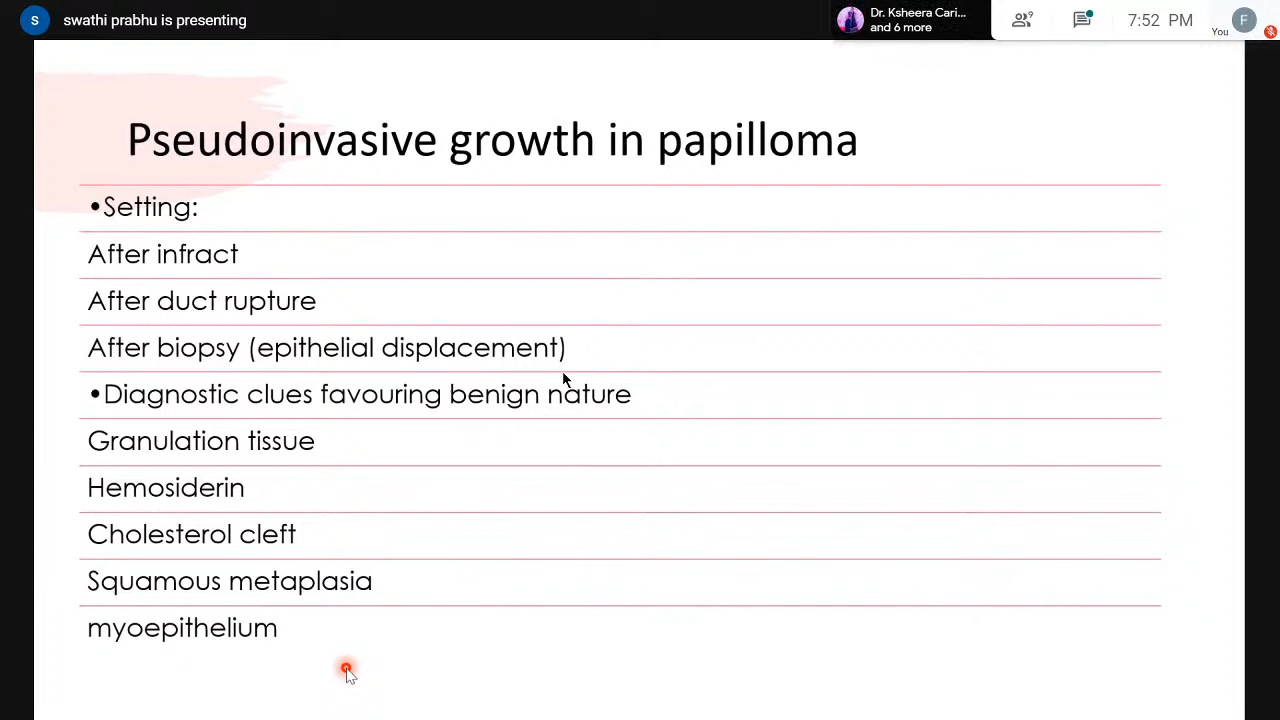 S swathi prabhu is presenting
Dr. Ksheera Cari...
and 6 more
9
7:52 PM
You
F
Pseudoinvasive growth in papilloma
•Setting:
After infract
After duct rupture
After biopsy (epithelial displacement)
•Diagnostic clues favouring benign nature
Granulation tissue
Hemosiderin
Cholesterol cleft
Squamous metaplasia
myoepithelium